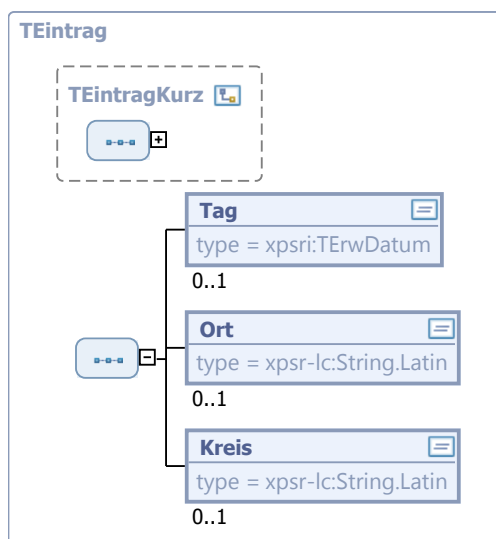 TEintrag
TEintragKurz
Tag
type = xpsri:TErwDatum
0..1
Ort
type = xpsr-lc:String.Latin
0..1
Kreis
type = xpsr-lc:String.Latin
0..1